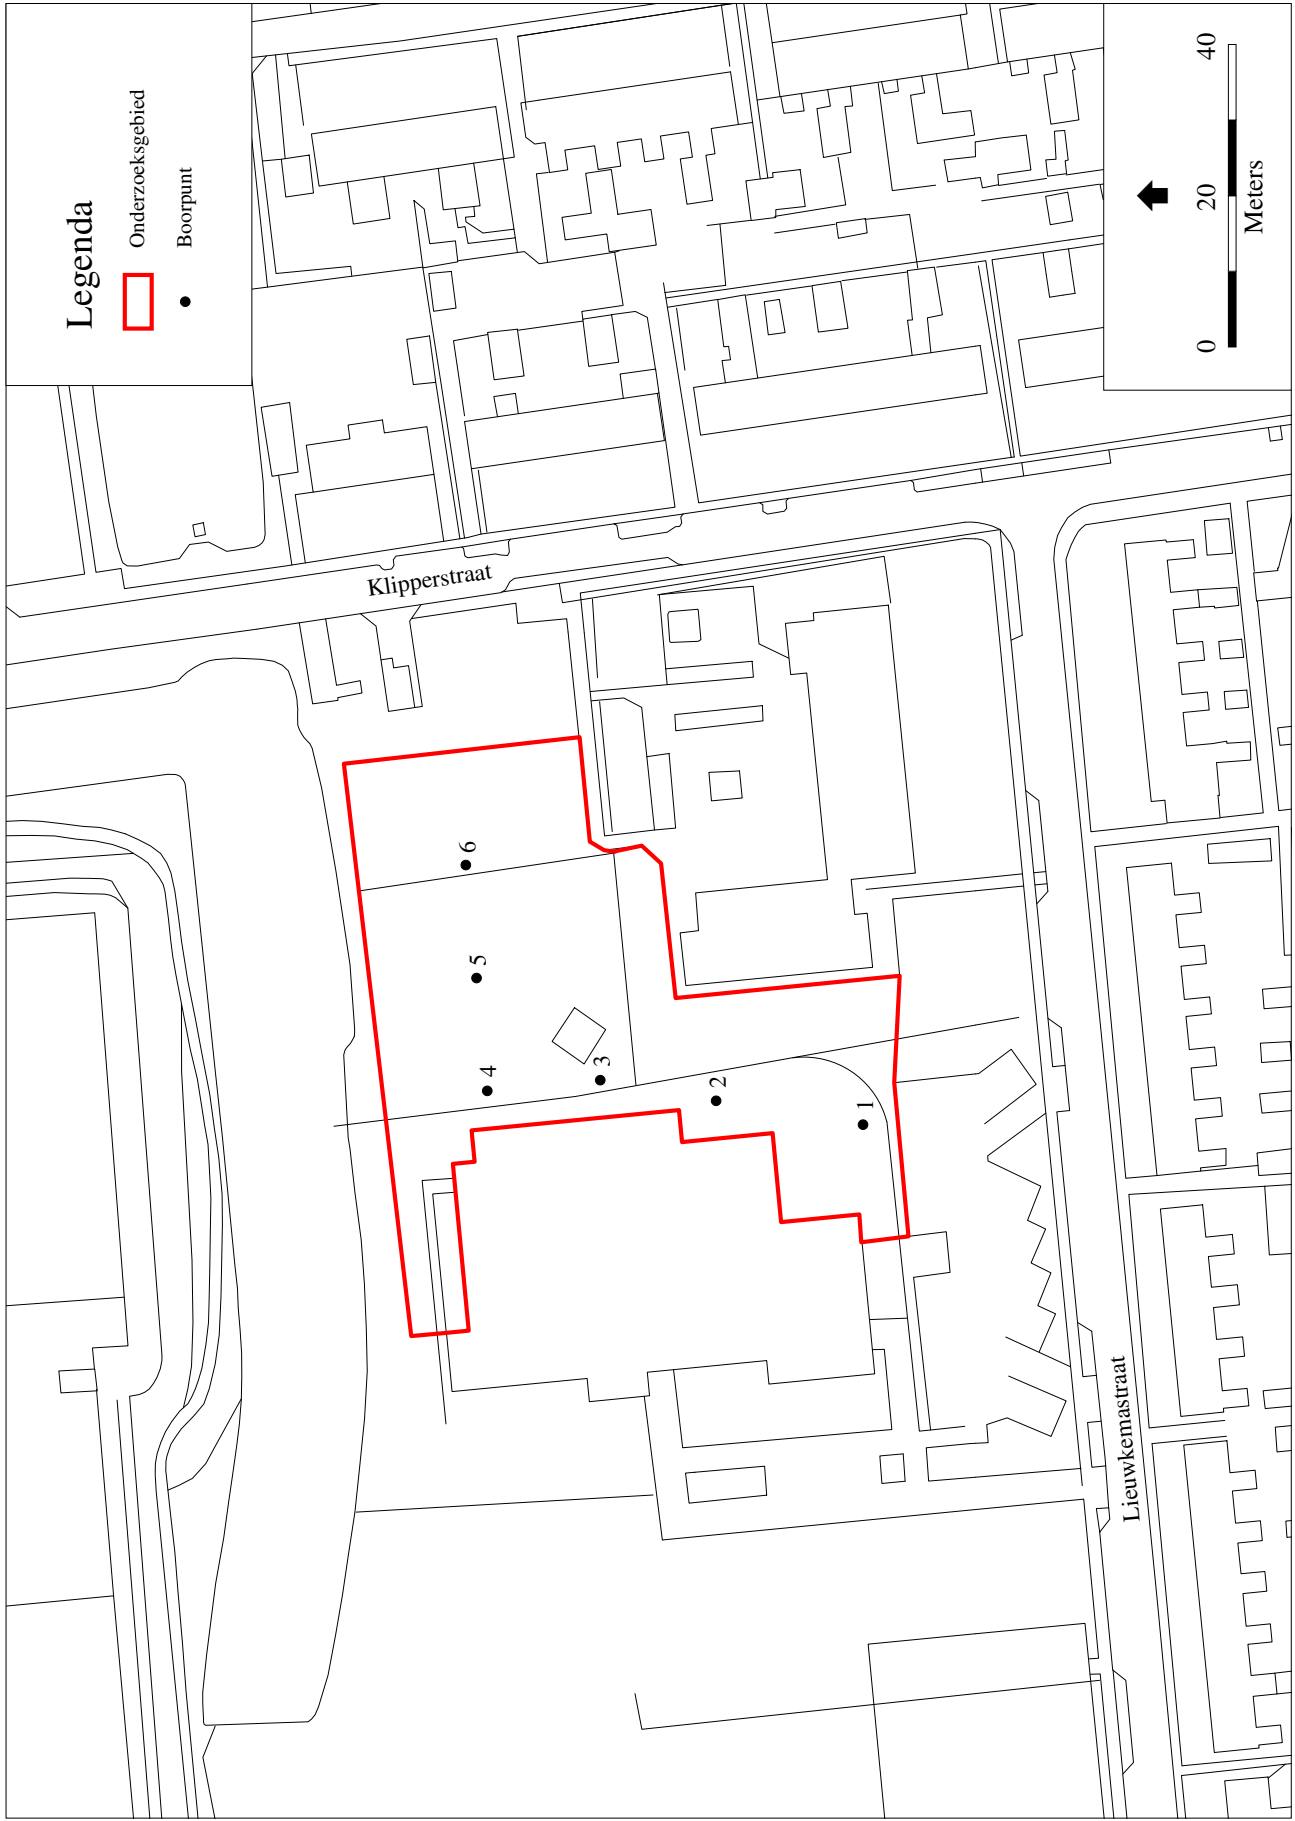 Legenda
Onderzoeksgebied
Boorpunt
Klipperstraat
6
5
4
3
2
1
Lieuwkemastraat
0 20 40
Meters